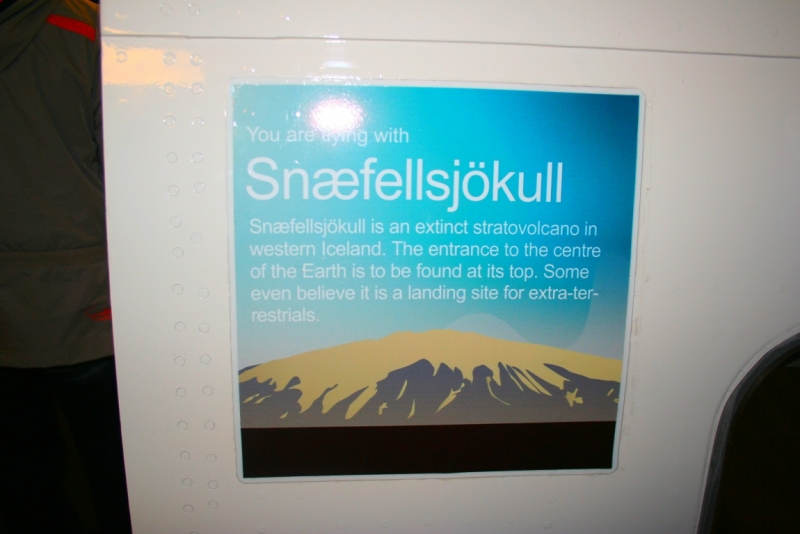 You are flying with
Snæfellsjökull
Snæfellsjökull is an extinct stratovolcano in
western Iceland. The entrance to the centre
of the Earth is to be found at its top. Some
even believe it is a landing site for extra-ter-
restrials.